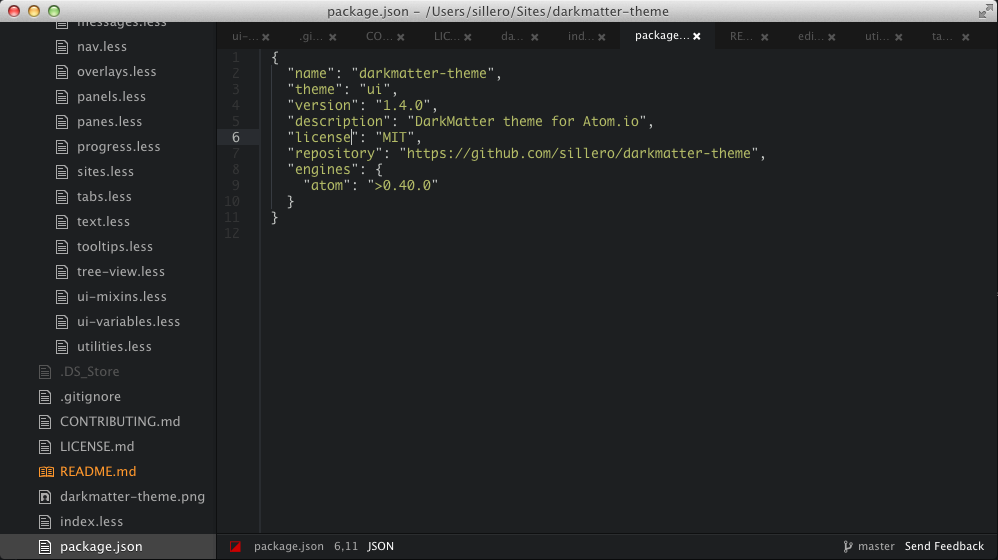 package.json – /Users/sillero/Sites/darkmatter-theme
messages.less
nav.less
overlays.less
panels.less
panes.less
progress.less
sites.less
tabs.less
text.less
tooltips.less
tree-view.less
ui-mixins.less
ui-variables.less
utilities.less
.DS_Store
.gitignore
CONTRIBUTING.md
LICENSE.md
README.md
darkmatter-theme.png
index.less
package.json
ui-... .gi... CO... LIC... da... ind... package... RE... edi... uti... ta...
1 {
2 "name": "darkmatter-theme",
3 "theme": "ui",
4 "version": "1.4.0",
5 "description": "DarkMatter theme for Atom.io",
6 "license": "MIT",
7 "repository": "https://github.com/sillero/darkmatter-theme",
8 "engines": {
9 "atom": ">0.40.0"
10 }
11 }
12
package.json 6,11 JSON master Send Feedback